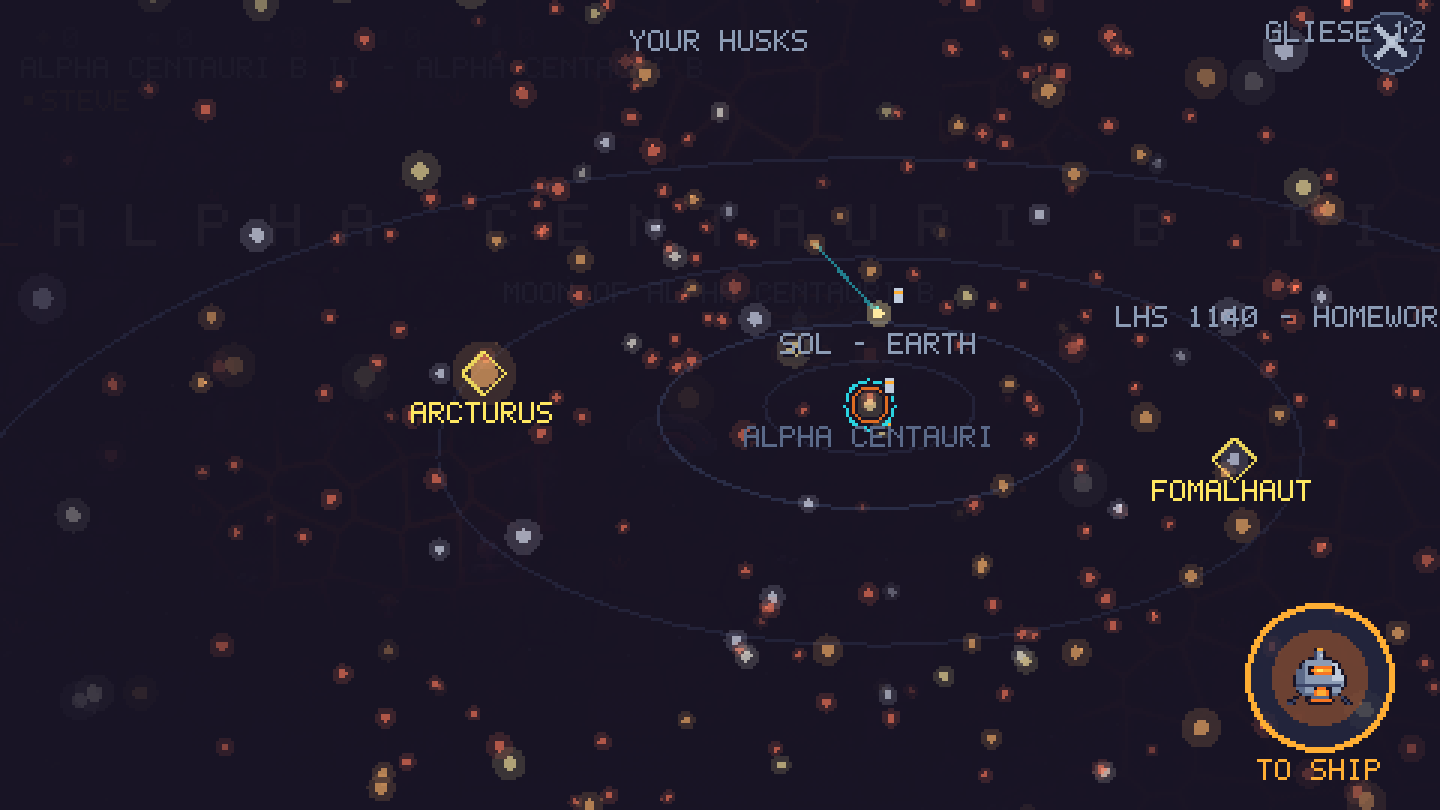 YOUR HUSKS
GLIESE 12
ALPHA CENTAURI B II - ALPHA CENTAURI B
STEVE
ALPHA CENTAURI B II
MOON OF ALPHA CENTAURI B
LHS 1140 - HOMEWOR
SOL - EARTH
ARCTURUS
ALPHA CENTAURI
FOMALHAUT
TO SHIP